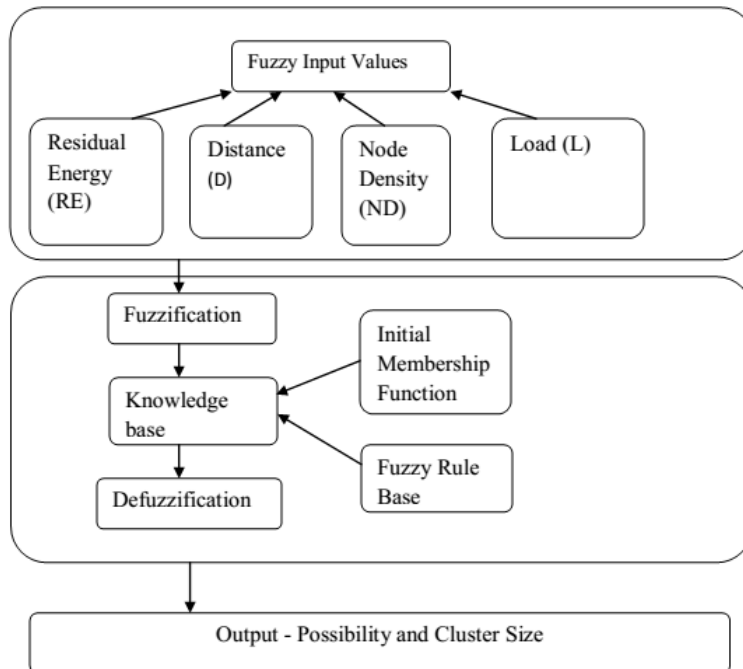 Fuzzy Input Values
Residual
Energy
(RE)
Distance
(D)
Node
Density
(ND)
Load (L)
Fuzzification
Initial
Membership
Function
Knowledge
base
Fuzzy Rule
Base
Defuzzification
Output - Possibility and Cluster Size